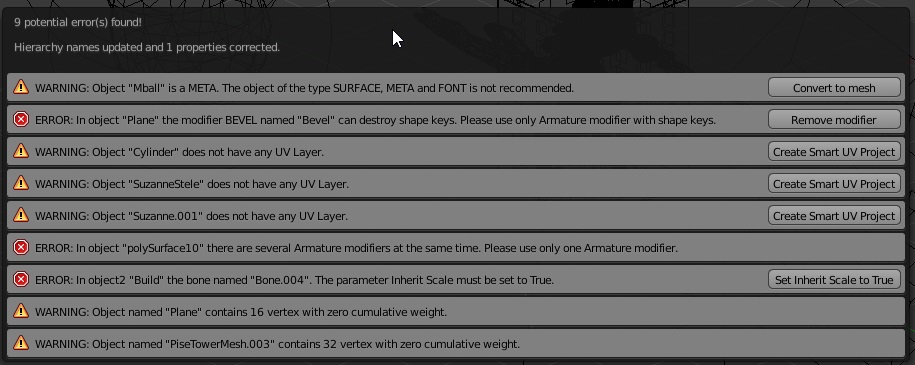 9 potential error(s) found!
Hierarchy names updated and 1 properties corrected.
WARNING: Object "Mball" is a META. The object of the type SURFACE, META and FONT is not recommended. Convert to mesh
ERROR: In object "Plane" the modifier BEVEL named "Bevel" can destroy shape keys. Please use only Armature modifier with shape keys. Remove modifier
WARNING: Object "Cylinder" does not have any UV Layer. Create Smart UV Project
WARNING: Object "SuzanneStele" does not have any UV Layer. Create Smart UV Project
WARNING: Object "Suzanne.001" does not have any UV Layer. Create Smart UV Project
ERROR: In object "polySurface10" there are several Armature modifiers at the same time. Please use only one Armature modifier.
ERROR: In object2 "Build" the bone named "Bone.004". The parameter Inherit Scale must be set to True. Set Inherit Scale to True
WARNING: Object named "Plane" contains 16 vertex with zero cumulative weight.
WARNING: Object named "PiseTowerMesh.003" contains 32 vertex with zero cumulative weight.